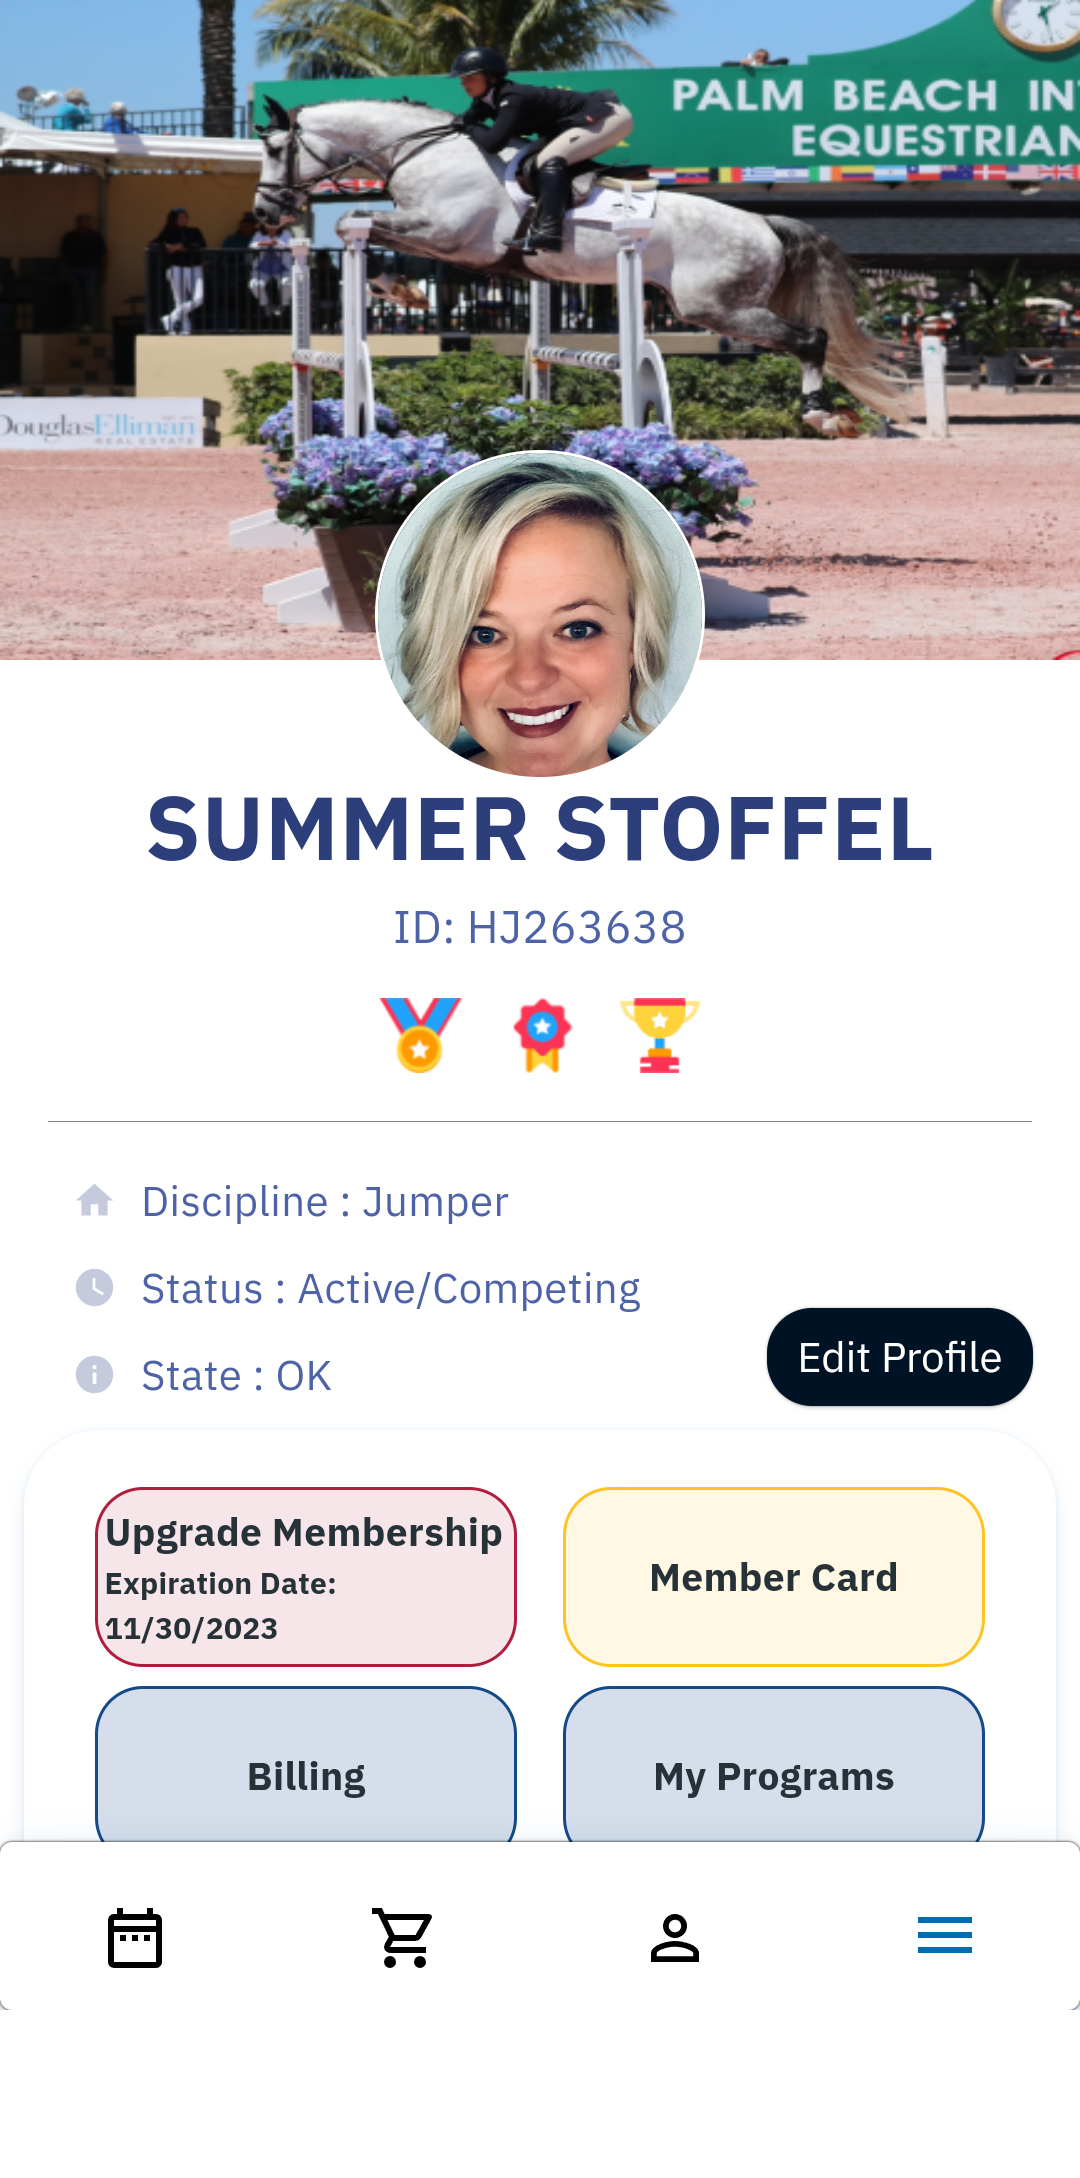 PALM BEACH IN
EQUESTRIAN
DouglasElliman
REAL ESTATE
SUMMER STOFFEL
ID: HJ263638
Discipline : Jumper
Status : Active/Competing
State : OK
Edit Profile
Upgrade Membership
Expiration Date:
11/30/2023
Member Card
Billing
My Programs